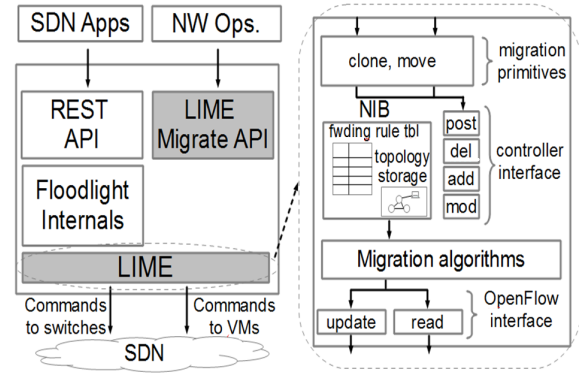 SDN Apps
NW Ops.
REST
API
LIME
Migrate API
Floodlight
Internals
LIME
Commands
to switches
Commands
to VMs
SDN
clone, move
migration
primitives
NIB
fwding rule tbl
topology
storage
post
del
add
mod
controller
interface
Migration algorithms
update
read
OpenFlow
interface